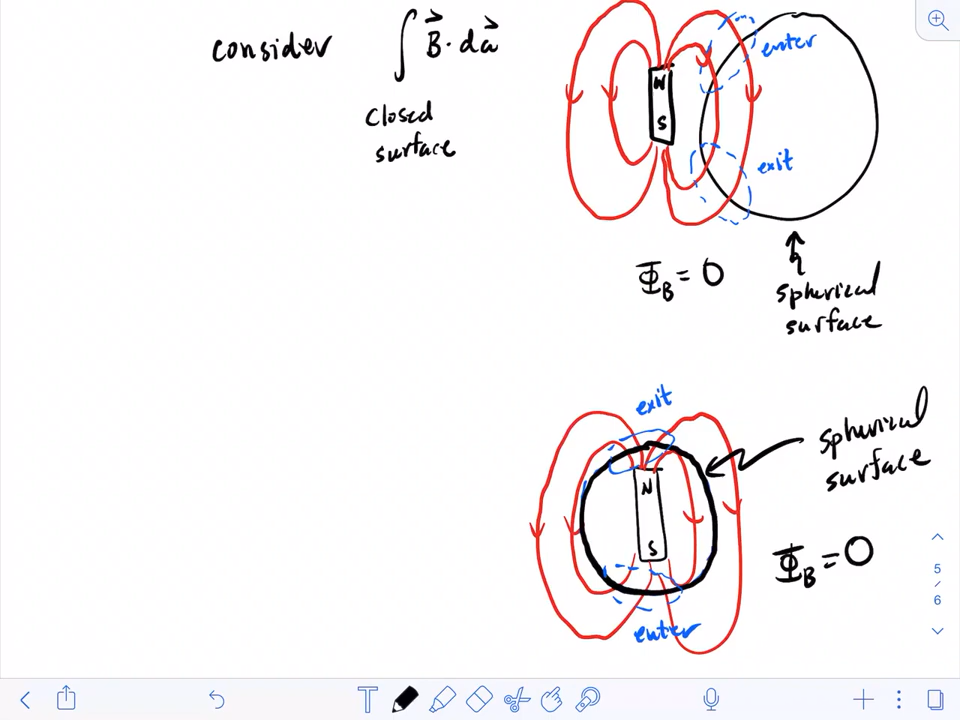 consider ∫ B⃗ · da⃗
closed
surface
N
S
enter
exit
Φ_B = 0
spherical
surface
exit
N
S
enter
spherical
surface
Φ_B = 0
5
/
6
T